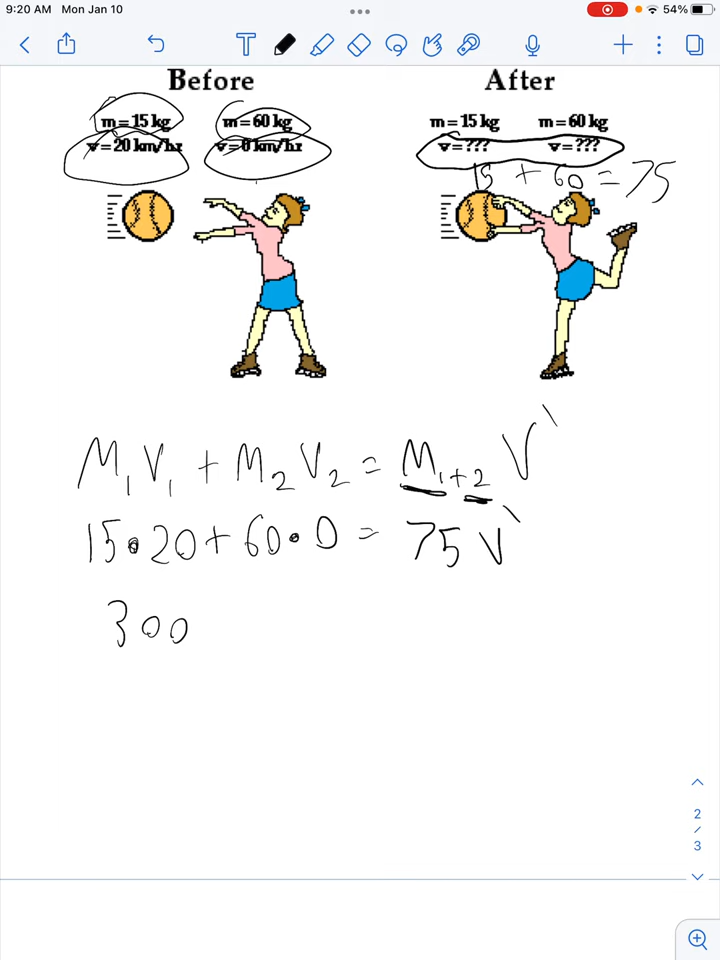 9:20 AM Mon Jan 10 54%
T
Before After
m = 15 kg m = 60 kg m = 15 kg m = 60 kg
v = 20 km/hr v = 0 km/hr v = ??? v = ???
15 + 60 = 75
M₁V₁ + M₂V₂ = M₁₊₂ V'
15•20 + 60•0 = 75 V'
300
2
/
3